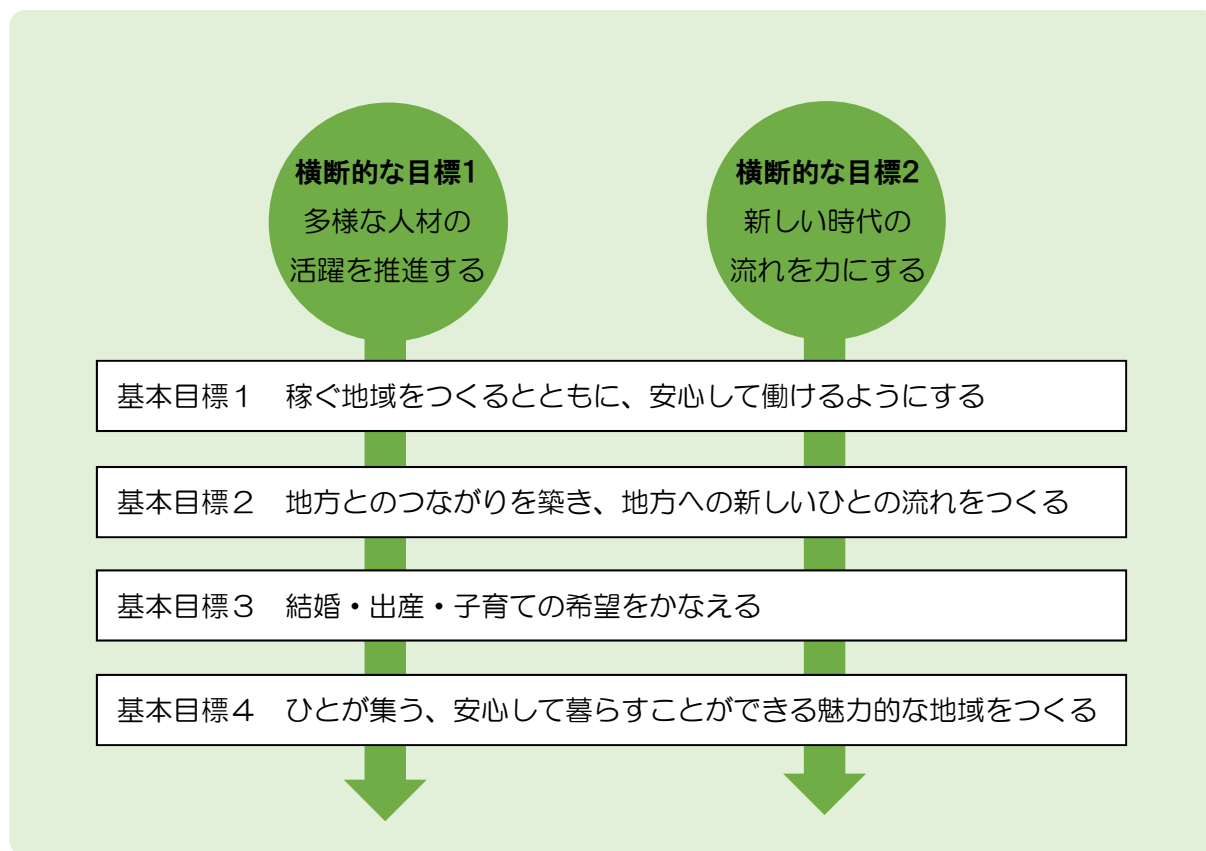 横断的な目標1
多様な人材の
活躍を推進する
横断的な目標2
新しい時代の
流れを力にする
基本目標１　稼ぐ地域をつくるとともに、安心して働けるようにする
基本目標２　地方とのつながりを築き、地方への新しいひとの流れをつくる
基本目標３　結婚・出産・子育ての希望をかなえる
基本目標４　ひとが集う、安心して暮らすことができる魅力的な地域をつくる